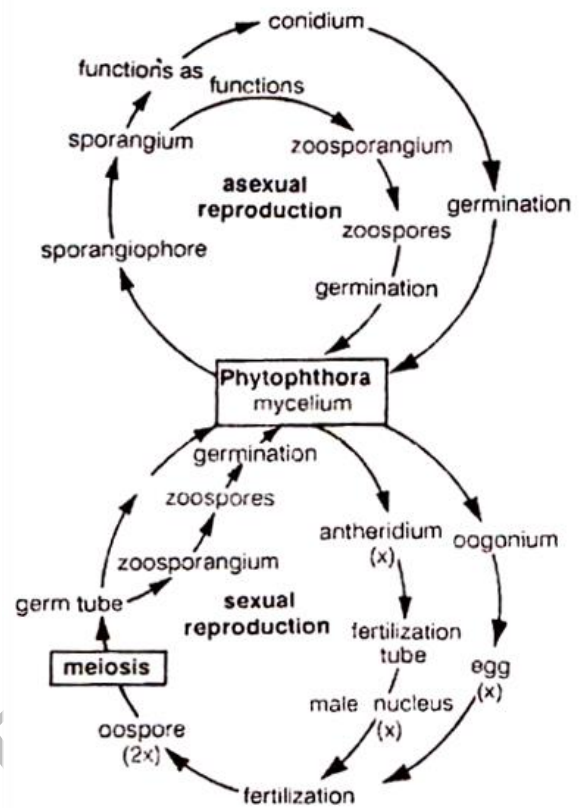 conidium
functions as
functions
sporangium
zoosporangium
asexual
reproduction
germination
zoospores
sporangiophore
germination
Phytophthora
mycelium
germination
zoospores
antheridium
(x)
oogonium
zoosporangium
germ tube
sexual
reproduction
fertilization
tube
meiosis
egg
(x)
male nucleus
(x)
oospore
(2x)
fertilization